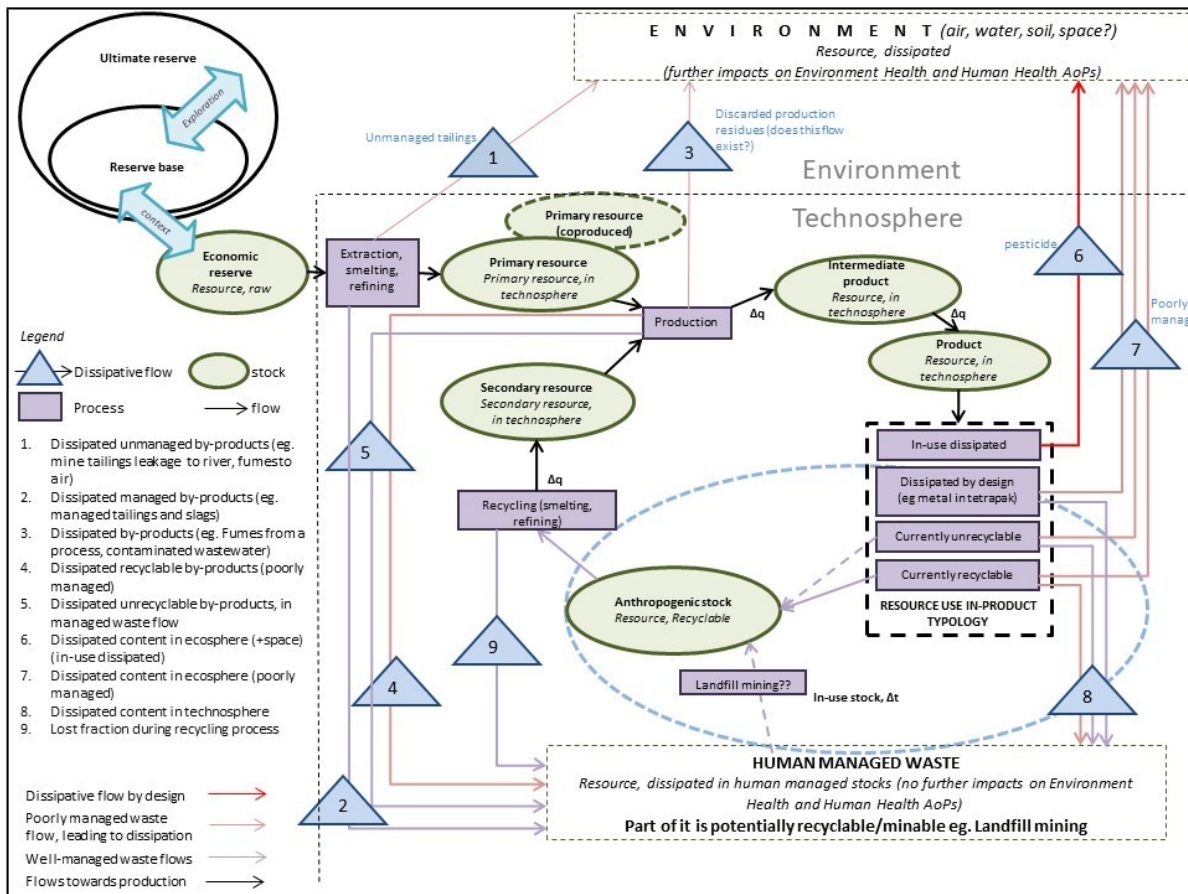 E N V I R O N M E N T (air, water, soil, space?)
Resource, dissipated
(further impacts on Environment Health and Human Health AoPs)
Ultimate reserve
Exploration
Reserve base
context
Economic
reserve
Resource, raw
Unmanaged tailings
1
Discarded production
residues (does this flow
exist?)
3
Environment
Technosphere
Extraction,
smelting,
refining
Primary resource
(coproduced)
Primary resource
Primary resource, in
technosphere
Production
Δq
Intermediate
product
Resource, in
technosphere
Δq
Product
Resource, in
technosphere
pesticide
6
Poorly
manag
7
Secondary resource
Secondary resource,
in technosphere
Δq
Recycling (smelting,
refining)
In-use dissipated
Dissipated by design
(eg metal in tetrapak)
Currently unrecyclable
Currently recyclable
RESOURCE USE IN-PRODUCT
TYPOLOGY
Anthropogenic stock
Resource, Recyclable
Landfill mining??
In-use stock, Δt
5
9
4
8
2
HUMAN MANAGED WASTE
Resource, dissipated in human managed stocks (no further impacts on Environment
Health and Human Health AoPs)
Part of it is potentially recyclable/minable eg. Landfill mining
Legend
Dissipative flow
stock
Process
flow
1. Dissipated unmanaged by-products (eg.
mine tailings leakage to river, fumesto
air)
2. Dissipated managed by-products (eg.
managed tailings and slags)
3. Dissipated by-products (eg. Fumes from a
process, contaminated wastewater)
4. Dissipated recyclable by-products (poorly
managed)
5. Dissipated unrecyclable by-products, in
managed waste flow
6. Dissipated content in ecosphere (+space)
(in-use dissipated)
7. Dissipated content in ecosphere (poorly
managed)
8. Dissipated content in technosphere
9. Lost fraction during recycling process
Dissipative flow by design
Poorly managed waste
flow, leading to dissipation
Well-managed waste flows
Flows towards production